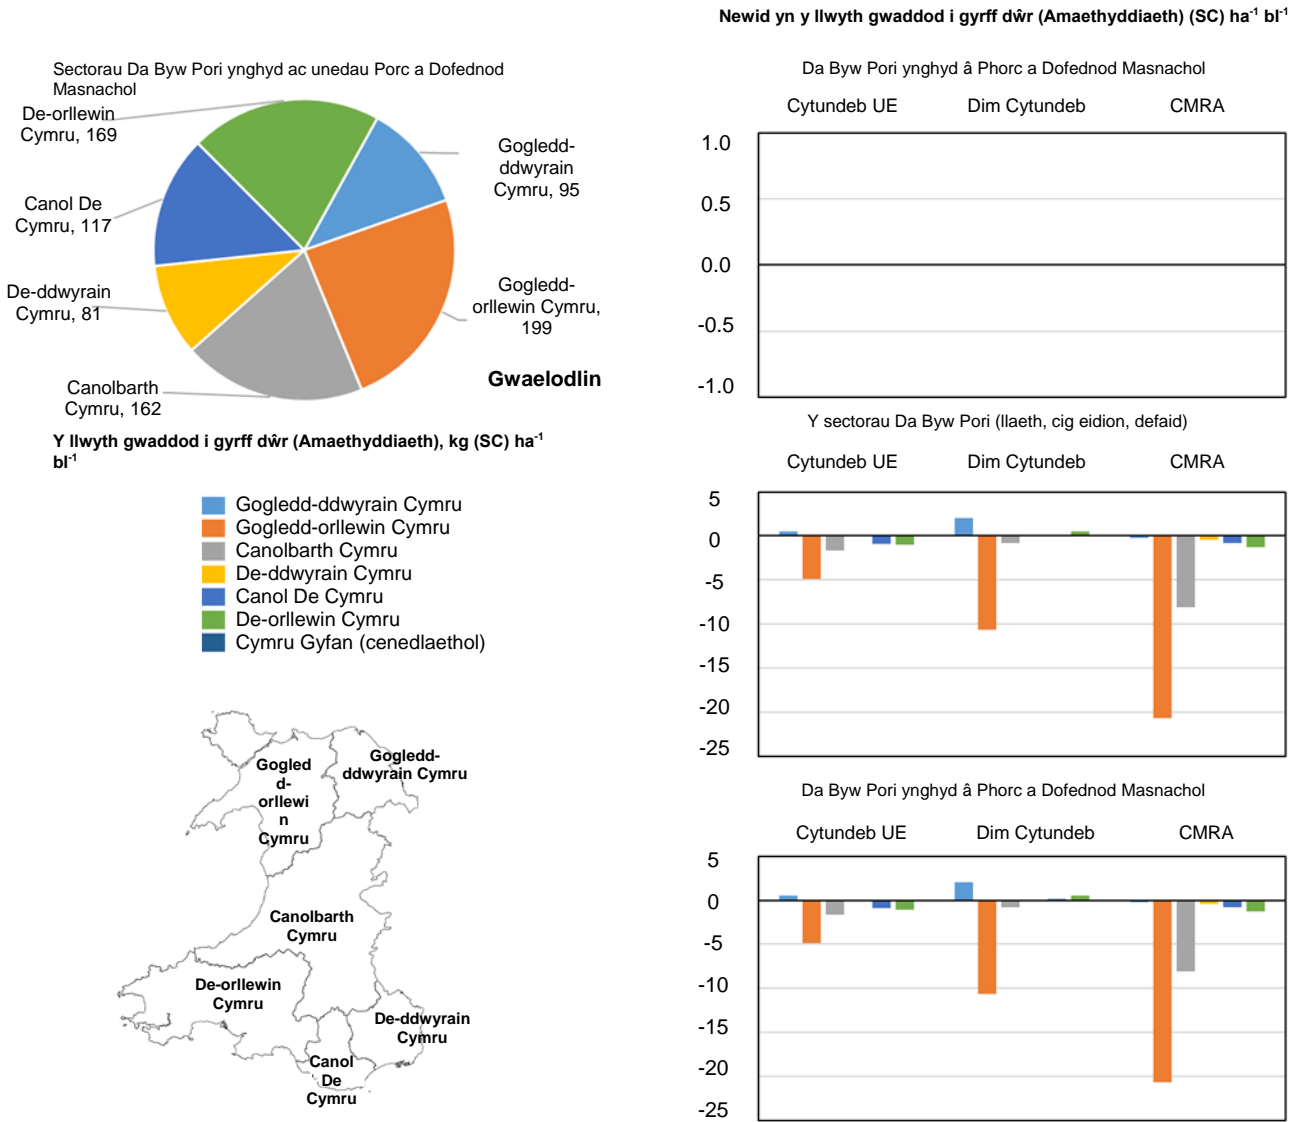 Newid yn y llwyth gwaddod i gyrff dŵr (Amaethyddiaeth) (SC) ha-1 bl-1
Sectorau Da Byw Pori ynghyd ac unedau Porc a Dofednod
Masnachol
De-orllewin
Cymru, 169
Gogledd-
ddwyrain
Cymru, 95
Canol De
Cymru, 117
De-ddwyrain
Cymru, 81
Gogledd-
orllewin Cymru,
199
Canolbarth
Cymru, 162
Gwaelodlin
Y llwyth gwaddod i gyrff dŵr (Amaethyddiaeth), kg (SC) ha-1
bl-1
Gogledd-ddwyrain Cymru
Gogledd-orllewin Cymru
Canolbarth Cymru
De-ddwyrain Cymru
Canol De Cymru
De-orllewin Cymru
Cymru Gyfan (cenedlaethol)
Gogled
d-
orllewi
n
Cymru
Gogledd-
ddwyrain Cymru
Canolbarth
Cymru
De-orllewin
Cymru
De-ddwyrain
Cymru
Canol
De
Cymru
Da Byw Pori ynghyd â Phorc a Dofednod Masnachol
Cytundeb UE Dim Cytundeb CMRA
1.0
0.5
0.0
-0.5
-1.0
Y sectorau Da Byw Pori (llaeth, cig eidion, defaid)
Cytundeb UE Dim Cytundeb CMRA
5
0
-5
-10
-15
-20
-25
Da Byw Pori ynghyd â Phorc a Dofednod Masnachol
Cytundeb UE Dim Cytundeb CMRA
5
0
-5
-10
-15
-20
-25